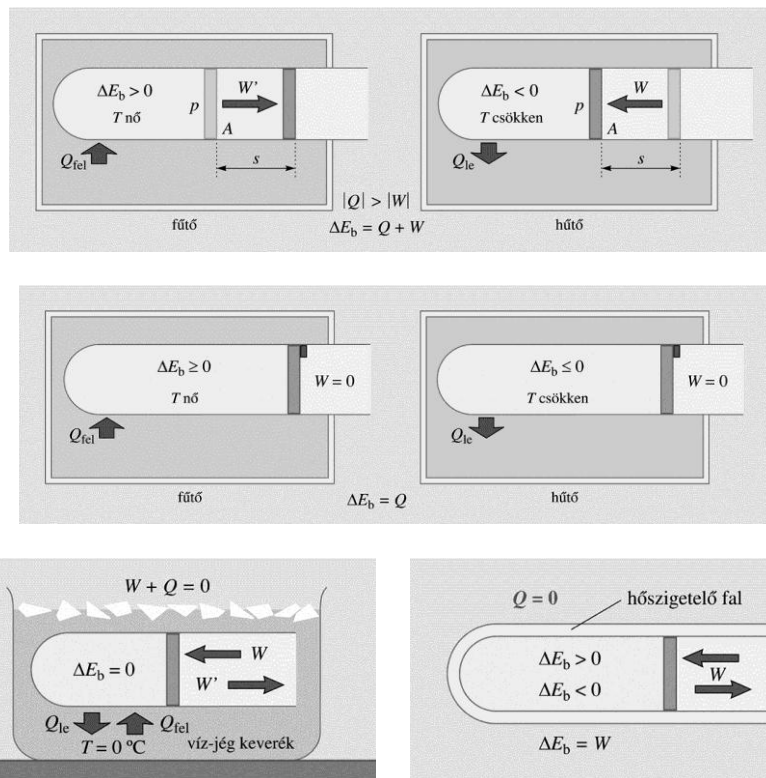 ΔE_b > 0
T nő
p
W'
A
Q_fel
s
fűtő
ΔE_b < 0
T csökken
p
W
A
Q_le
s
hűtő
|Q| > |W|
ΔE_b = Q + W
ΔE_b ≥ 0
T nő
W = 0
Q_fel
fűtő
ΔE_b ≤ 0
T csökken
W = 0
Q_le
hűtő
ΔE_b = Q
W + Q = 0
ΔE_b = 0
W
W'
Q_le
Q_fel
T = 0 ºC
víz-jég keverék
Q = 0
hőszigetelő fal
ΔE_b > 0
ΔE_b < 0
W
ΔE_b = W